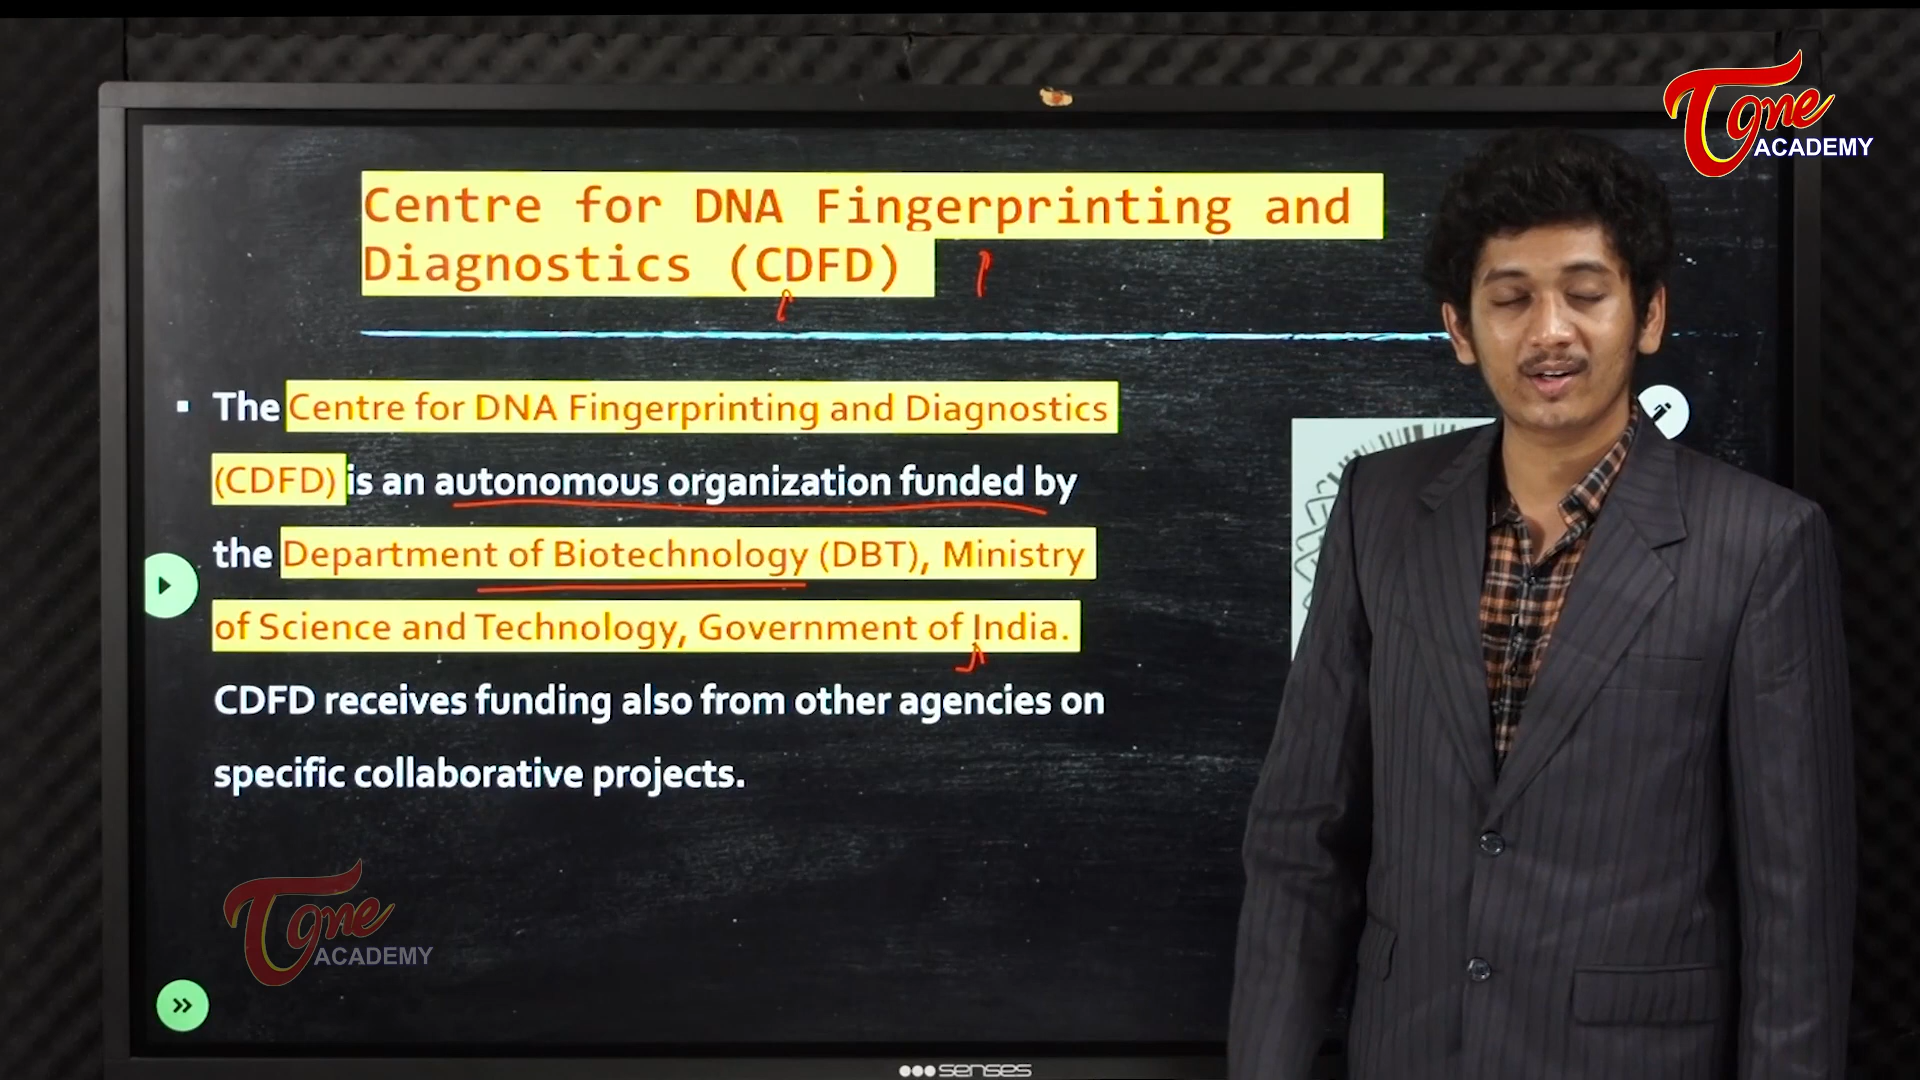 Tone
ACADEMY
Centre for DNA Fingerprinting and
Diagnostics (CDFD)
▪ The Centre for DNA Fingerprinting and Diagnostics
(CDFD) is an autonomous organization funded by
the Department of Biotechnology (DBT), Ministry
of Science and Technology, Government of India.
CDFD receives funding also from other agencies on
specific collaborative projects.
Tone
ACADEMY
senses